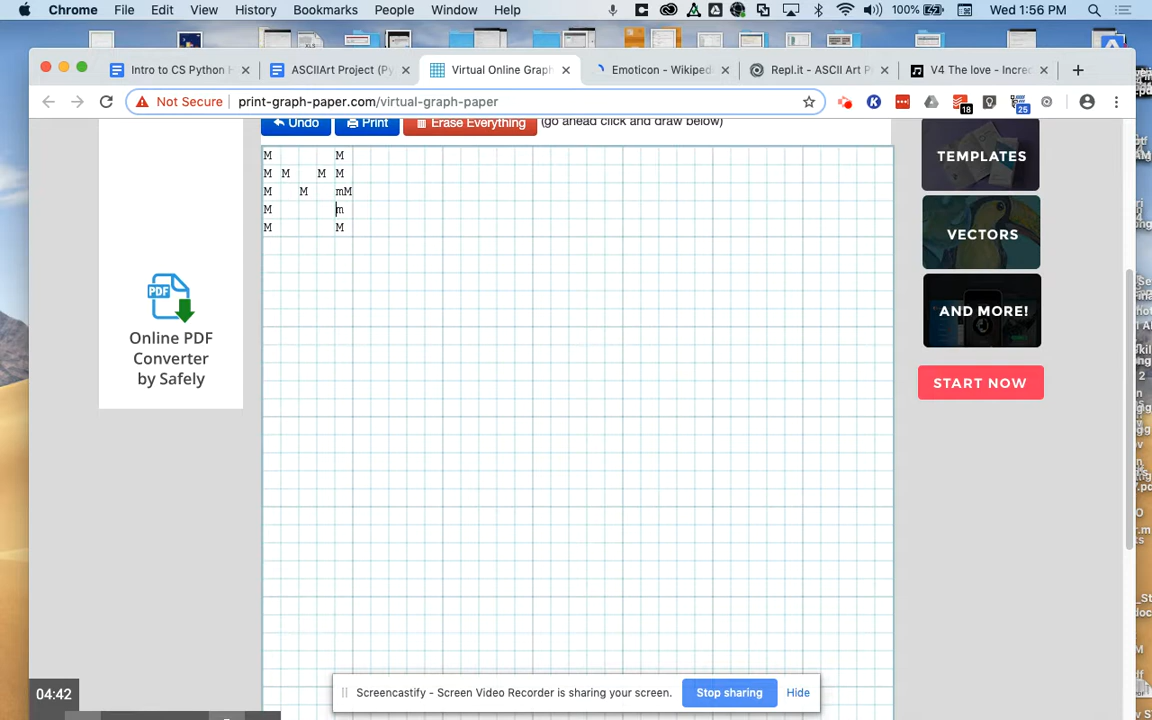 Chrome File Edit View History Bookmarks People Window Help 100% Wed 1:56 PM
Intro to CS Python H ASCIIArt Project (Py Virtual Online Graph Emoticon - Wikipedi Repl.it - ASCII Art P V4 The love - Increc
Not Secure print-graph-paper.com/virtual-graph-paper 18 25
Undo Print Erase Everything (go ahead click and draw below)
M M
M M M M
M M mM
M m
M M
Online PDF
Converter
by Safely
PDF
TEMPLATES
VECTORS
AND MORE!
START NOW
04:42
Screencastify - Screen Video Recorder is sharing your screen. Stop sharing Hide